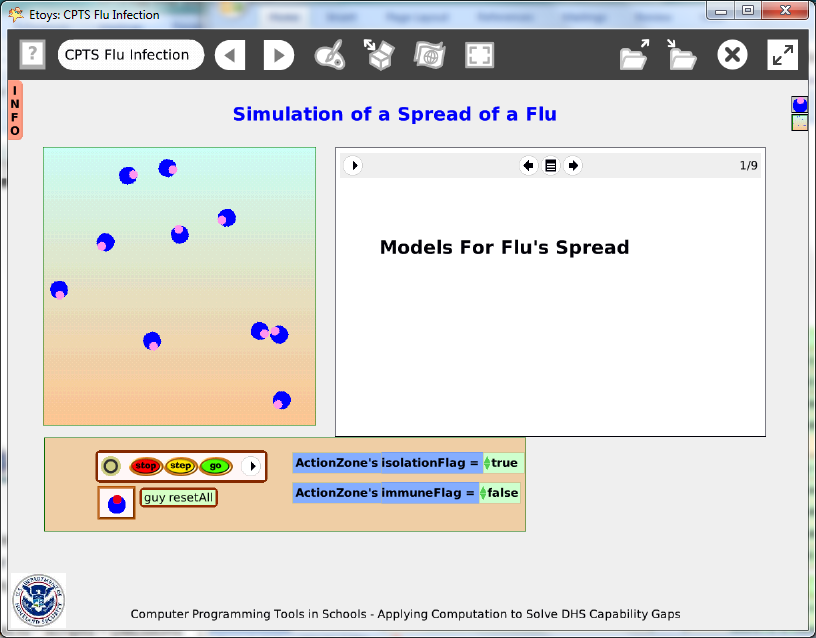 Etoys: CPTS Flu Infection
?
CPTS Flu Infection
INFO
Simulation of a Spread of a Flu
1/9
Models For Flu's Spread
stop step go
ActionZone's isolationFlag = true
guy resetAll
ActionZone's immuneFlag = false
Computer Programming Tools in Schools - Applying Computation to Solve DHS Capability Gaps